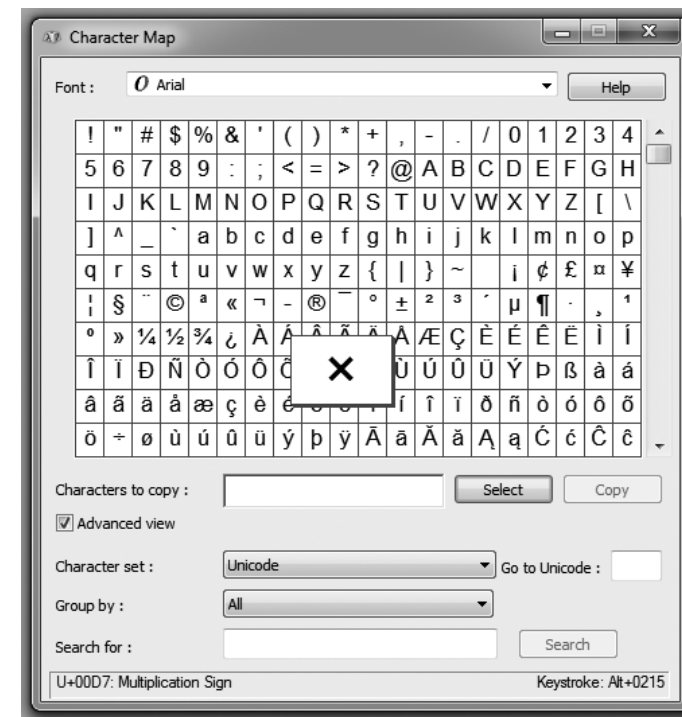 Character Map
Font : O Arial Help
! " # $ % & ' ( ) * + , - . / 0 1 2 3 4
5 6 7 8 9 : ; < = > ? @ A B C D E F G H
I J K L M N O P Q R S T U V W X Y Z [ \
] ^ _ ` a b c d e f g h i j k l m n o p
q r s t u v w x y z { | } ~ ¡ ¢ £ ¤ ¥
¦ § ¨ © ª « ¬ - ® ¯ ° ± ² ³ ´ µ ¶ · ¸ ¹
º » ¼ ½ ¾ ¿ À Á Â Ã Ä Å Æ Ç È É Ê Ë Ì Í
Î Ï Ð Ñ Ò Ó Ô Õ × Ù Ú Û Ü Ý Þ ß à á
â ã ä å æ ç è é í î ï ð ñ ò ó ô õ
ö ÷ ø ù ú û ü ý þ ÿ Ā ā Ă ă Ą ą Ć ć Ĉ ĉ
Characters to copy : Select Copy
Advanced view
Character set : Unicode Go to Unicode :
Group by : All
Search for : Search
U+00D7: Multiplication Sign Keystroke: Alt+0215